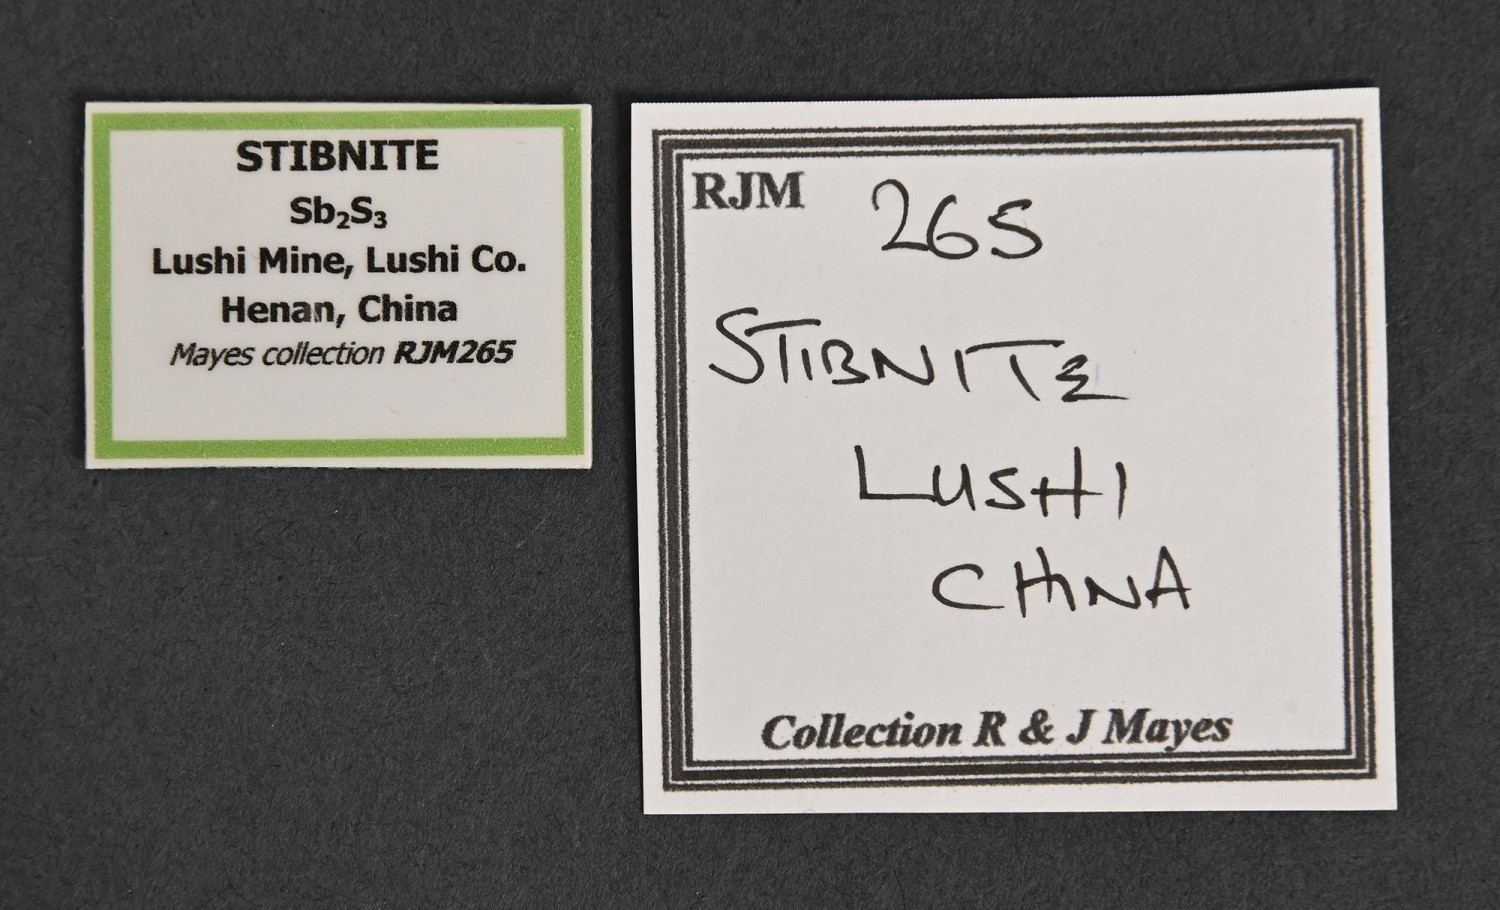 STIBNITE
Sb₂S₃
Lushi Mine, Lushi Co.
Henan, China
Mayes collection RJM265
RJM 265
STIBNITE
LUSHI
CHINA
Collection R & J Mayes